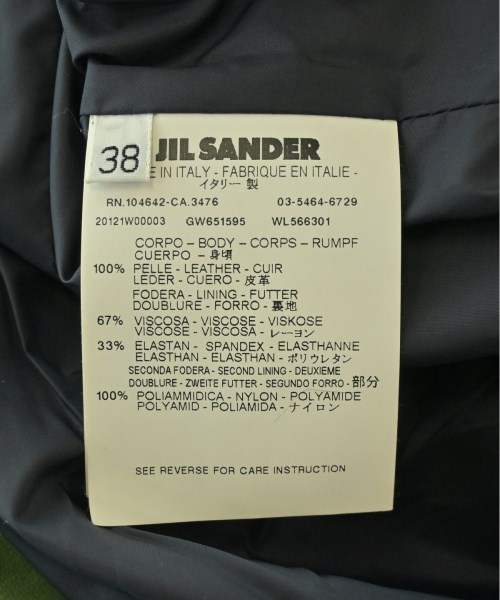 38
JIL SANDER
E IN ITALY - FABRIQUE EN ITALIE -
イタリー 製
RN.104642-CA.3476 03-5464-6729
20121W00003 GW651595 WL566301
CORPO – BODY – CORPS – RUMPF
CUERPO – 身頃
100% PELLE - LEATHER - CUIR
LEDER - CUERO - 皮革
FODERA - LINING - FUTTER
DOUBLURE - FORRO - 裏地
67% VISCOSA - VISCOSE - VISKOSE
VISCOSE - VISCOSA - レーヨン
33% ELASTAN - SPANDEX - ELASTHANNE
ELASTHAN - ELASTHAN - ポリウレタン
SECONDA FODERA - SECOND LINING - DEUXIEME
DOUBLURE - ZWEITE FUTTER - SEGUNDO FORRO - 部分
100% POLIAMMIDICA - NYLON - POLYAMIDE
POLYAMID - POLIAMIDA - ナイロン
SEE REVERSE FOR CARE INSTRUCTION